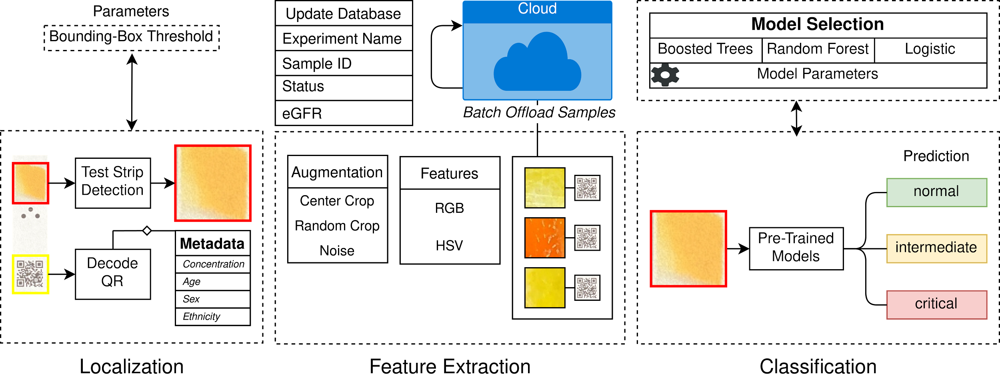 Parameters
Bounding-Box Threshold
Test Strip
Detection
Decode
QR
Metadata
Concentration
Age
Sex
Ethnicity
Localization
Update Database
Experiment Name
Sample ID
Status
eGFR
Cloud
Batch Offload Samples
Augmentation
Center Crop
Random Crop
Noise
Features
RGB
HSV
Feature Extraction
Model Selection
Boosted Trees
Random Forest
Logistic
Model Parameters
Prediction
Pre-Trained
Models
normal
intermediate
critical
Classification